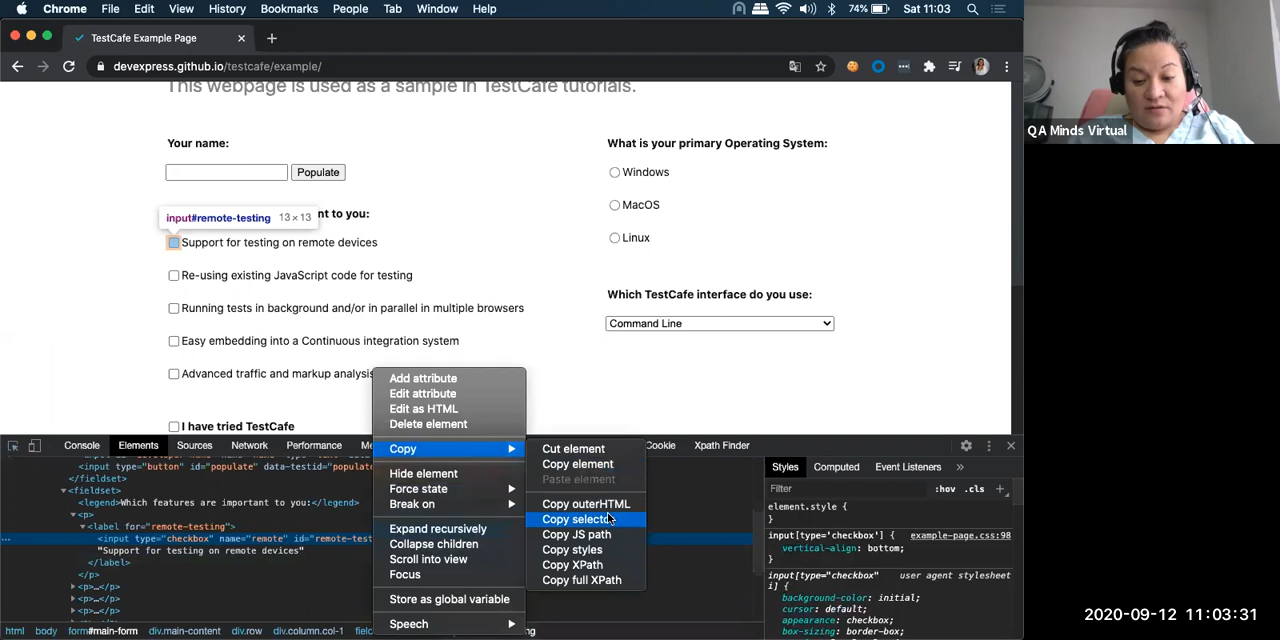 Chrome File Edit View History Bookmarks People Tab Window Help 74% Sat 11:03
TestCafe Example Page
devexpress.github.io/testcafe/example/
This webpage is used as a sample in TestCafe tutorials.
Your name:
Populate
nt to you:
input#remote-testing 13 × 13
Support for testing on remote devices
Re-using existing JavaScript code for testing
Running tests in background and/or in parallel in multiple browsers
Easy embedding into a Continuous integration system
Advanced traffic and markup analysis
I have tried TestCafe
What is your primary Operating System:
Windows
MacOS
Linux
Which TestCafe interface do you use:
Command Line
QA Minds Virtual
Add attribute
Edit attribute
Edit as HTML
Delete element
Copy
Hide element
Force state
Break on
Expand recursively
Collapse children
Scroll into view
Focus
Store as global variable
Speech
Cut element
Copy element
Paste element
Copy outerHTML
Copy selecto
Copy JS path
Copy styles
Copy XPath
Copy full XPath
Console Elements Sources Network Performance Me Cookie Xpath Finder
<input type="button" id="populate" data-testid="populat
</fieldset>
<fieldset>
<legend>Which features are important to you:</legend>
<p>
<label for="remote-testing">
<input type="checkbox" name="remote" id="remote-test
"Support for testing on remote devices"
</label>
</p>
<p>…</p>
<p>…</p>
<p>…</p>
html body form#main-form div.main-content div.row div.column.col-1 field ng
Styles Computed Event Listeners »
Filter :hov .cls +
element.style {
}
input[type='checkbox'] example-page.css:98
{
vertical-align: bottom;
}
input[type="checkbox" user agent stylesheet
i] {
background-color: initial;
cursor: default;
appearance: checkbox;
box-sizing: border-box;
2020-09-12 11:03:31